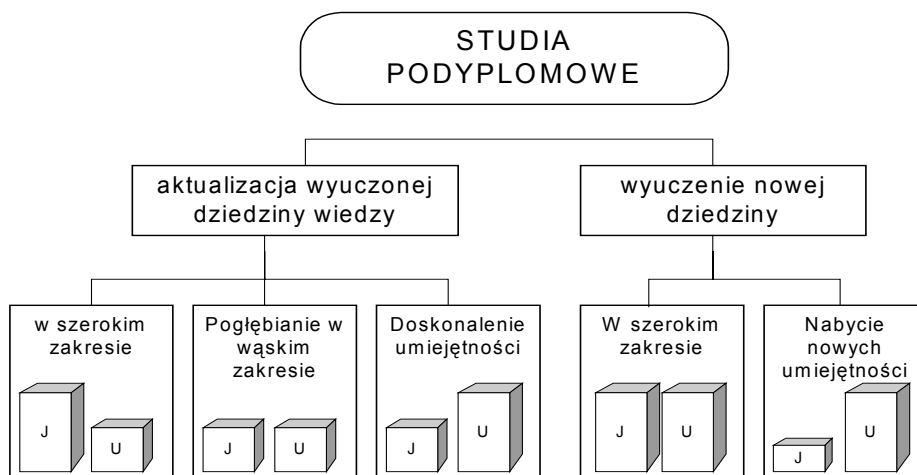 STUDIA
PODYPLOMOWE
aktualizacja wyuczonej
dziedziny wiedzy
wyuczenie nowej
dziedziny
w szerokim
zakresie
J
U
Pogłębianie w
wąskim
zakresie
J
U
Doskonalenie
umiejętności
J
U
W szerokim
zakresie
J
U
Nabycie
nowych
umiejętności
J
U